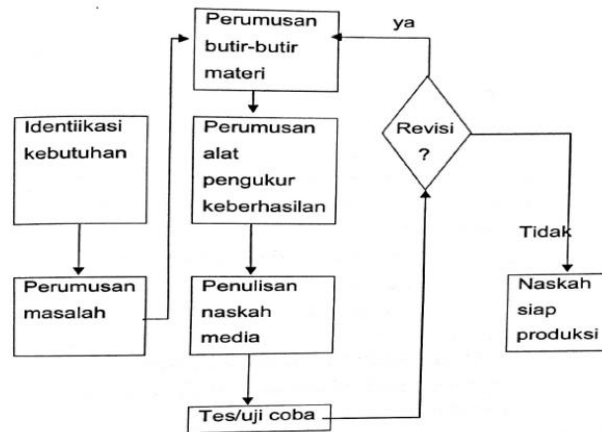 Identiikasi
kebutuhan
Perumusan
masalah
Perumusan
butir-butir
materi
Perumusan
alat
pengukur
keberhasilan
Penulisan
naskah
media
Tes/uji coba
Revisi
?
ya
Tidak
Naskah
siap
produksi